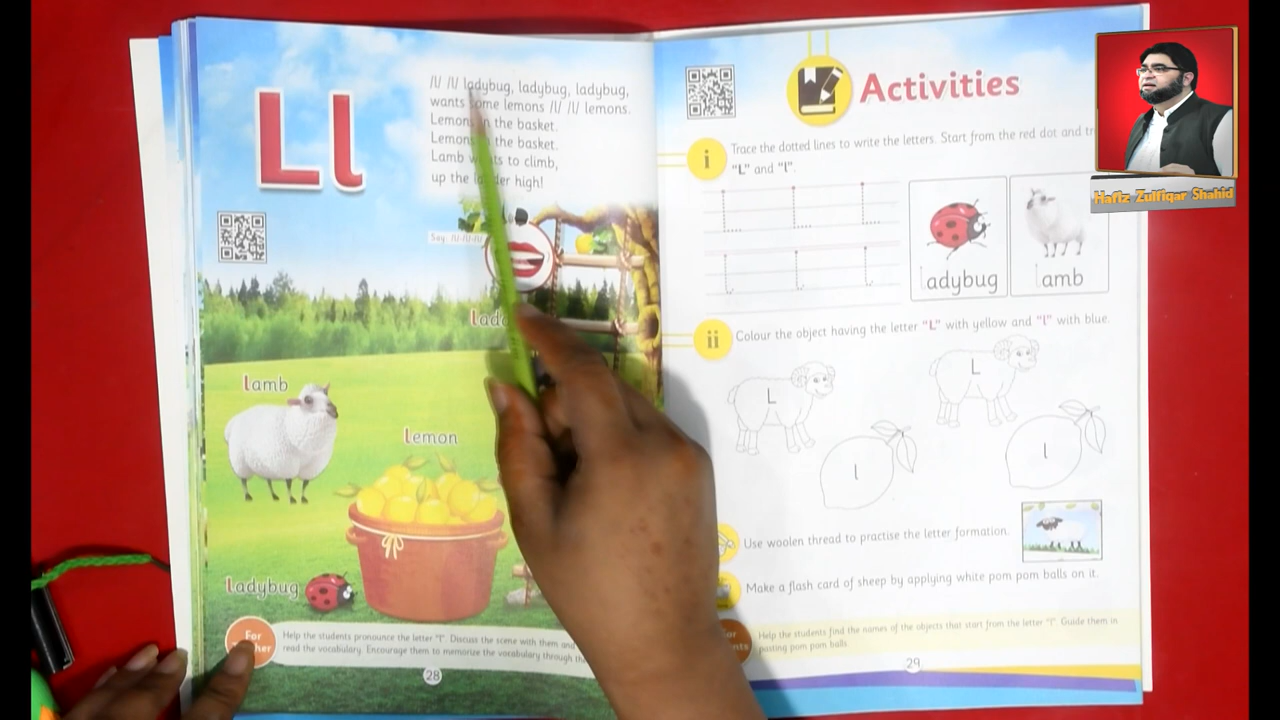 Ll
/l/ /l/ ladybug, ladybug, ladybug,
wants some lemons /l/ /l/ lemons.
Lemons in the basket.
Lemons in the basket.
Lamb wants to climb,
up the ladder high!
Say: /l/-/l/-/l/
lamb
lemon
ladybug
For
Help the students pronounce the letter "l". Discuss the scene with them and
read the vocabulary. Encourage them to memorize the vocabulary through the
28
Activities
i
Trace the dotted lines to write the letters. Start from the red dot and
"L" and "l".
ladybug
lamb
ii
Colour the object having the letter "L" with yellow and "l" with blue.
L
L
l
l
Use woolen thread to practise the letter formation.
Make a flash card of sheep by applying white pom pom balls on it.
Help the students find the names of the objects that start from the letter "l". Guide them in
pasting pom pom balls.
29
Hafiz Zulfiqar Shahid